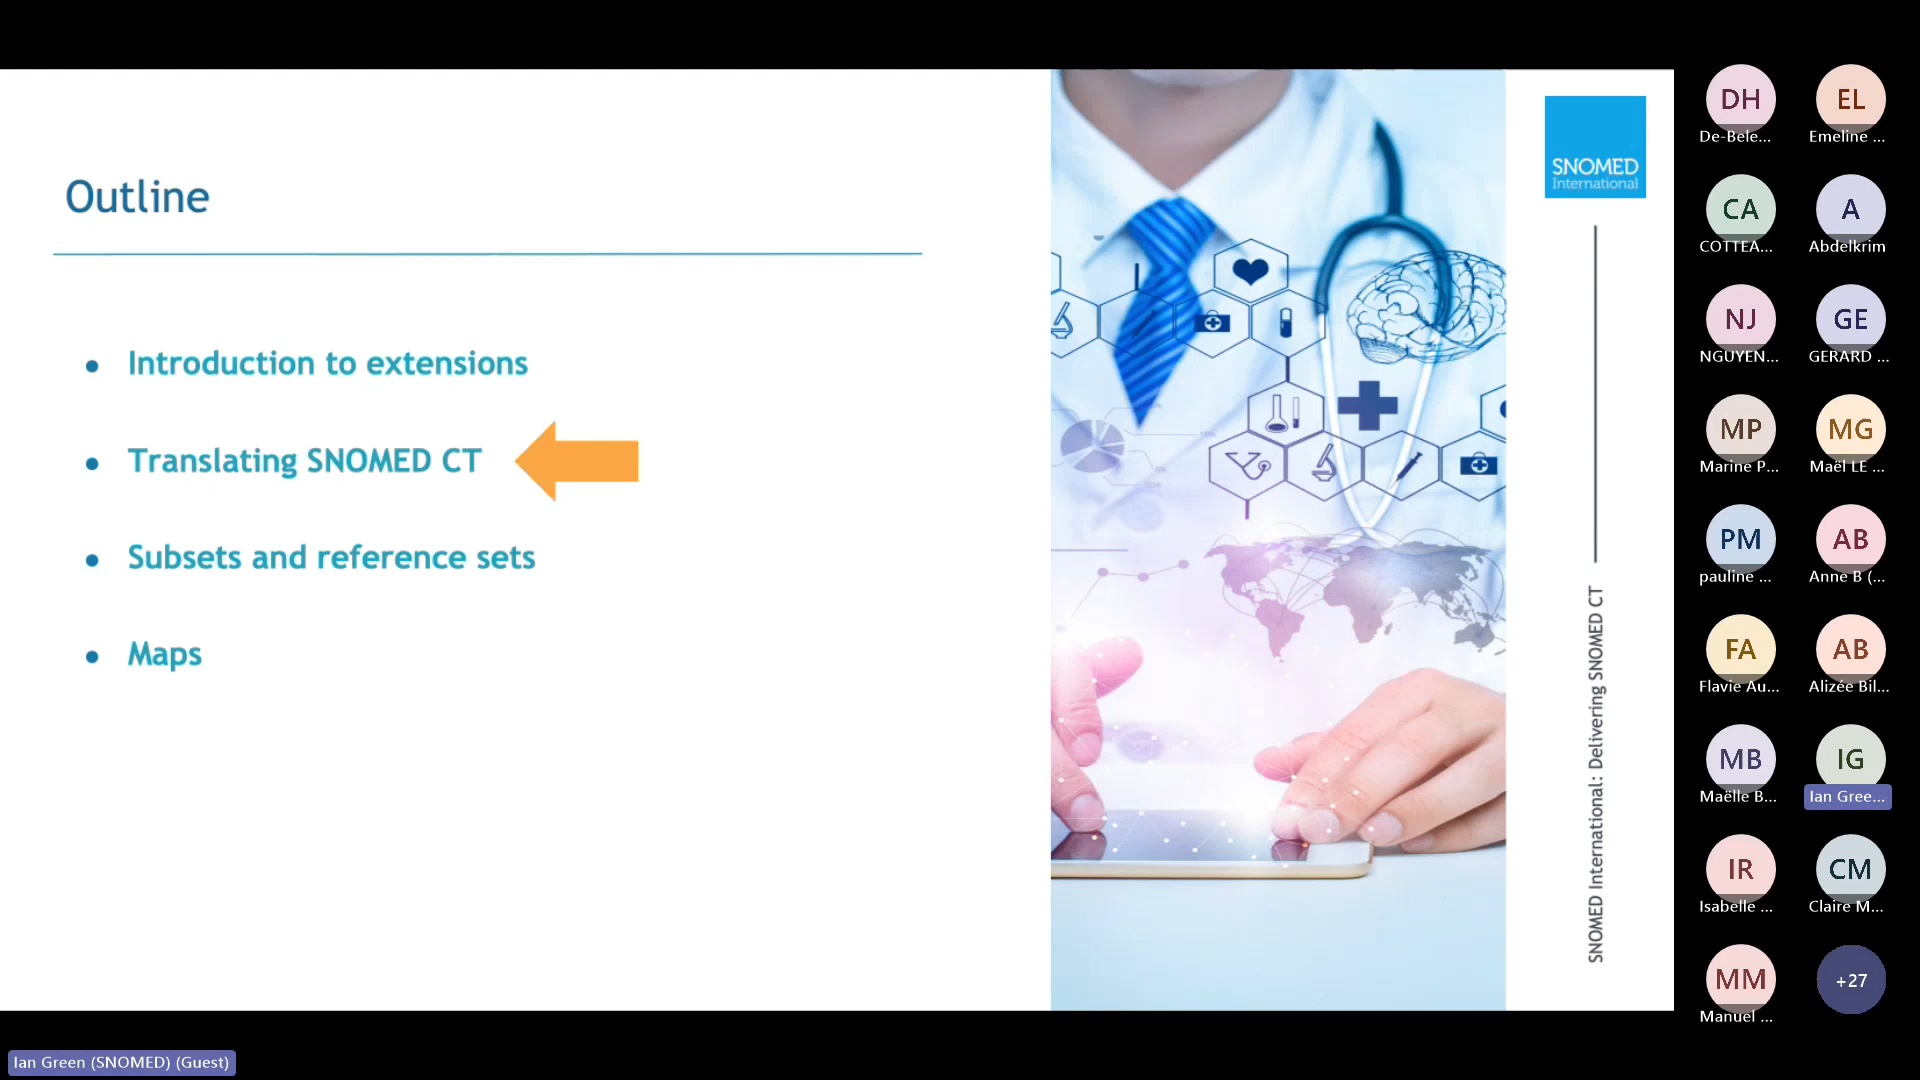 Outline
• Introduction to extensions
• Translating SNOMED CT
• Subsets and reference sets
• Maps
SNOMED
International
SNOMED International: Delivering SNOMED CT
DH
De-Bele...
EL
Emeline ...
CA
COTTEA...
A
Abdelkrim
NJ
NGUYEN...
GE
GERARD ...
MP
Marine P...
MG
Maël LE ...
PM
pauline ...
AB
Anne B (...
FA
Flavie Au...
AB
Alizée Bil...
MB
Maëlle B...
IG
Ian Gree...
IR
Isabelle ...
CM
Claire M...
MM
Manuel ...
+27
Ian Green (SNOMED) (Guest)